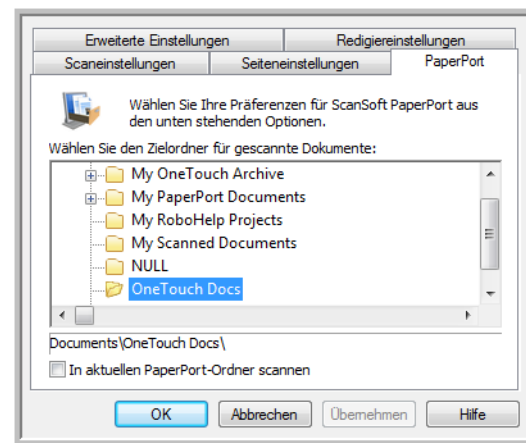 Erweiterte Einstellungen
Redigiereinstellungen
Scaneinstellungen
Seiteneinstellungen
PaperPort
Wählen Sie Ihre Präferenzen für ScanSoft PaperPort aus
den unten stehenden Optionen.
Wählen Sie den Zielordner für gescannte Dokumente:
My OneTouch Archive
My PaperPort Documents
My RoboHelp Projects
My Scanned Documents
NULL
OneTouch Docs
Documents\OneTouch Docs\
In aktuellen PaperPort-Ordner scannen
OK
Abbrechen
Übernehmen
Hilfe